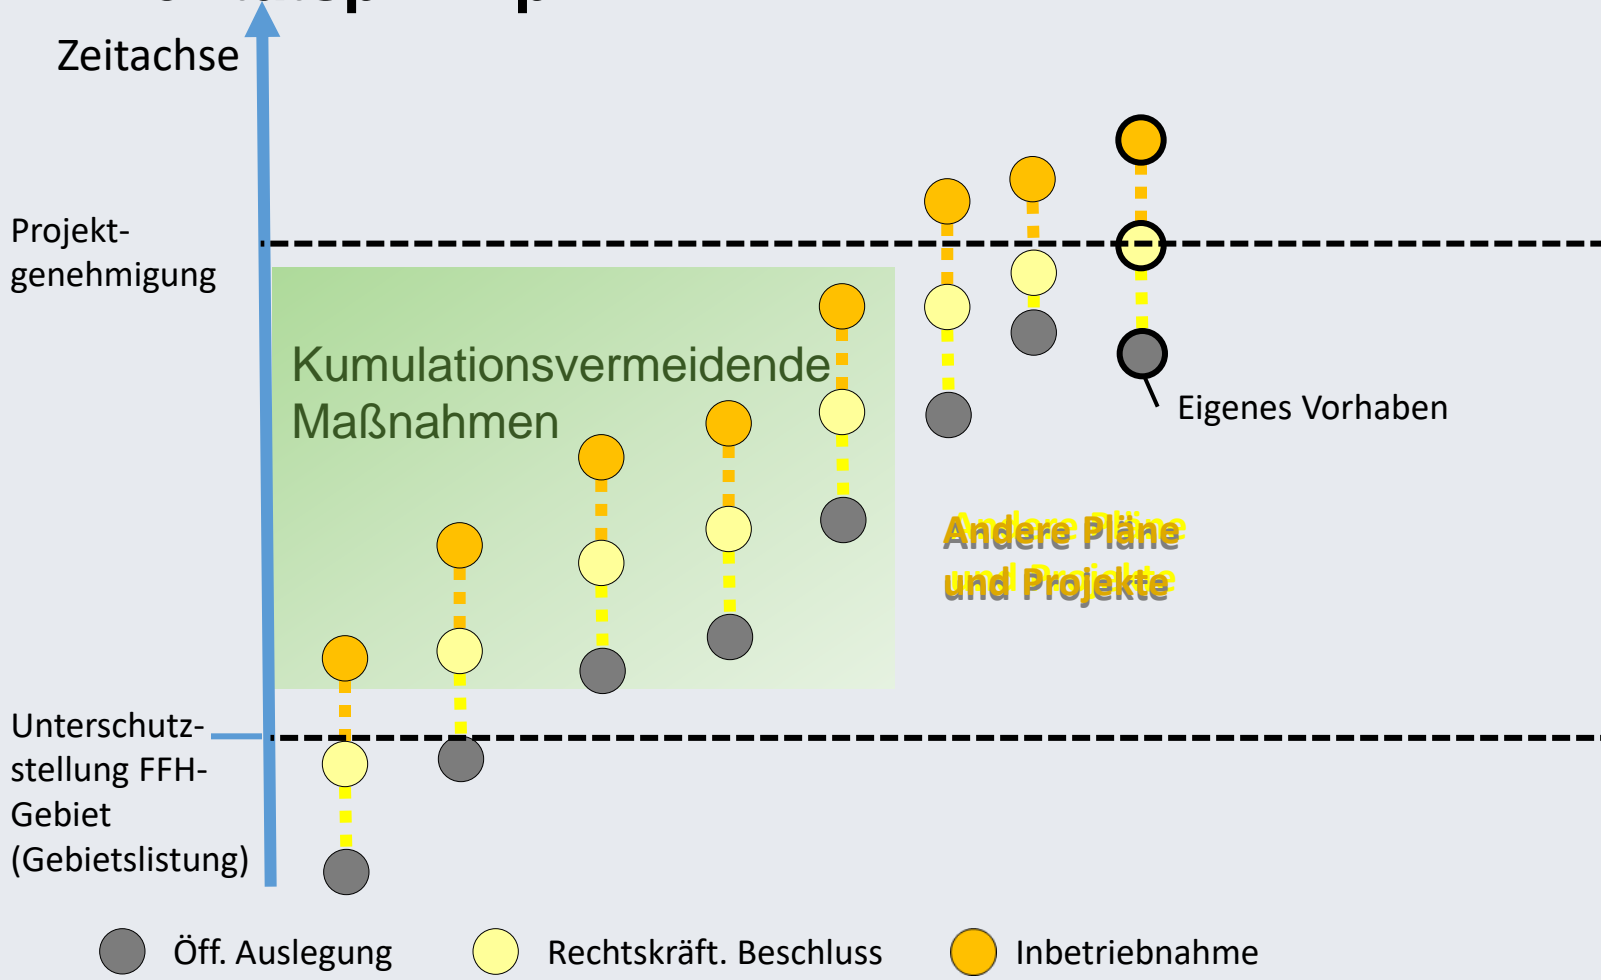 Zeitachse
Projekt-
genehmigung
Kumulationsvermeidende
Maßnahmen
Eigenes Vorhaben
Andere Pläne
und Projekte
Unterschutz-
stellung FFH-
Gebiet
(Gebietslistung)
Öff. Auslegung
Rechtskräft. Beschluss
Inbetriebnahme